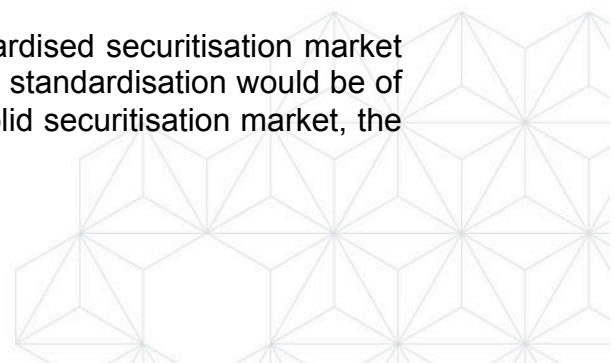 ardised securitisation market
standardisation would be of
lid securitisation market, the